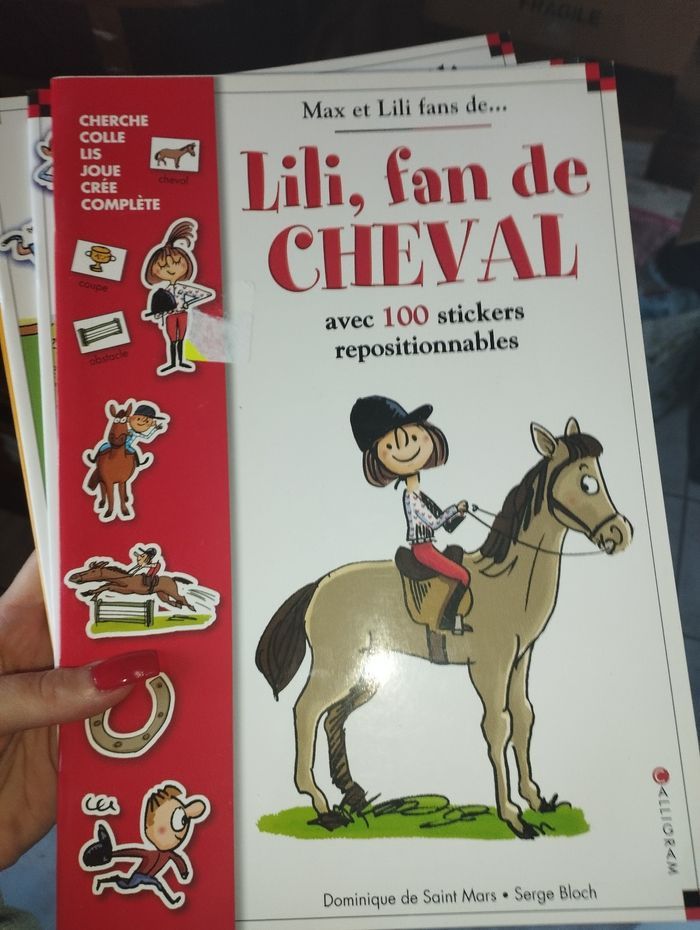 FRAGILE
CHERCHE
COLLE
LIS
JOUE
CRÉE
COMPLÈTE
cheval
coupe
obstacle
Max et Lili fans de...
Lili, fan de
CHEVAL
avec 100 stickers
repositionnables
CALLIGRAM
Dominique de Saint Mars • Serge Bloch